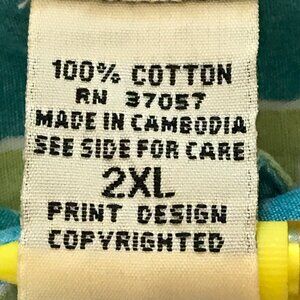 100% COTTON
RN 37057
MADE IN CAMBODIA
SEE SIDE FOR CARE
2XL
PRINT DESIGN
COPYRIGHTED